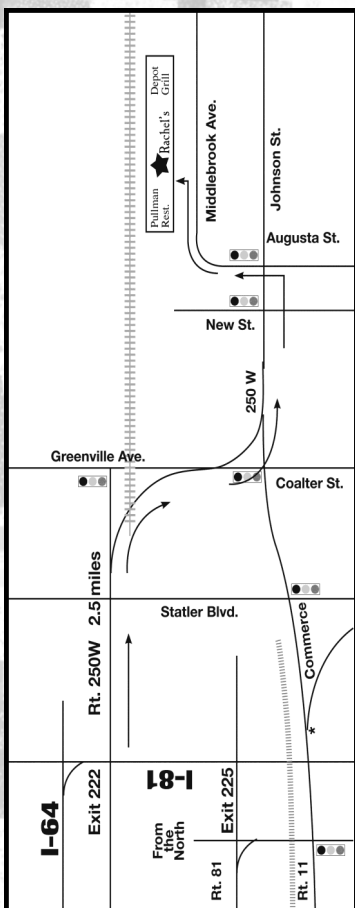 Pullman
Rest.
Rachel's
Depot
Grill
Middlebrook Ave.
Johnson St.
Augusta St.
New St.
250 W
Greenville Ave.
Coalter St.
Rt. 250W 2.5 miles
Statler Blvd.
Commerce
*
I-64
Exit 222
I-81
From
the
North
Exit 225
Rt. 81
Rt. 11